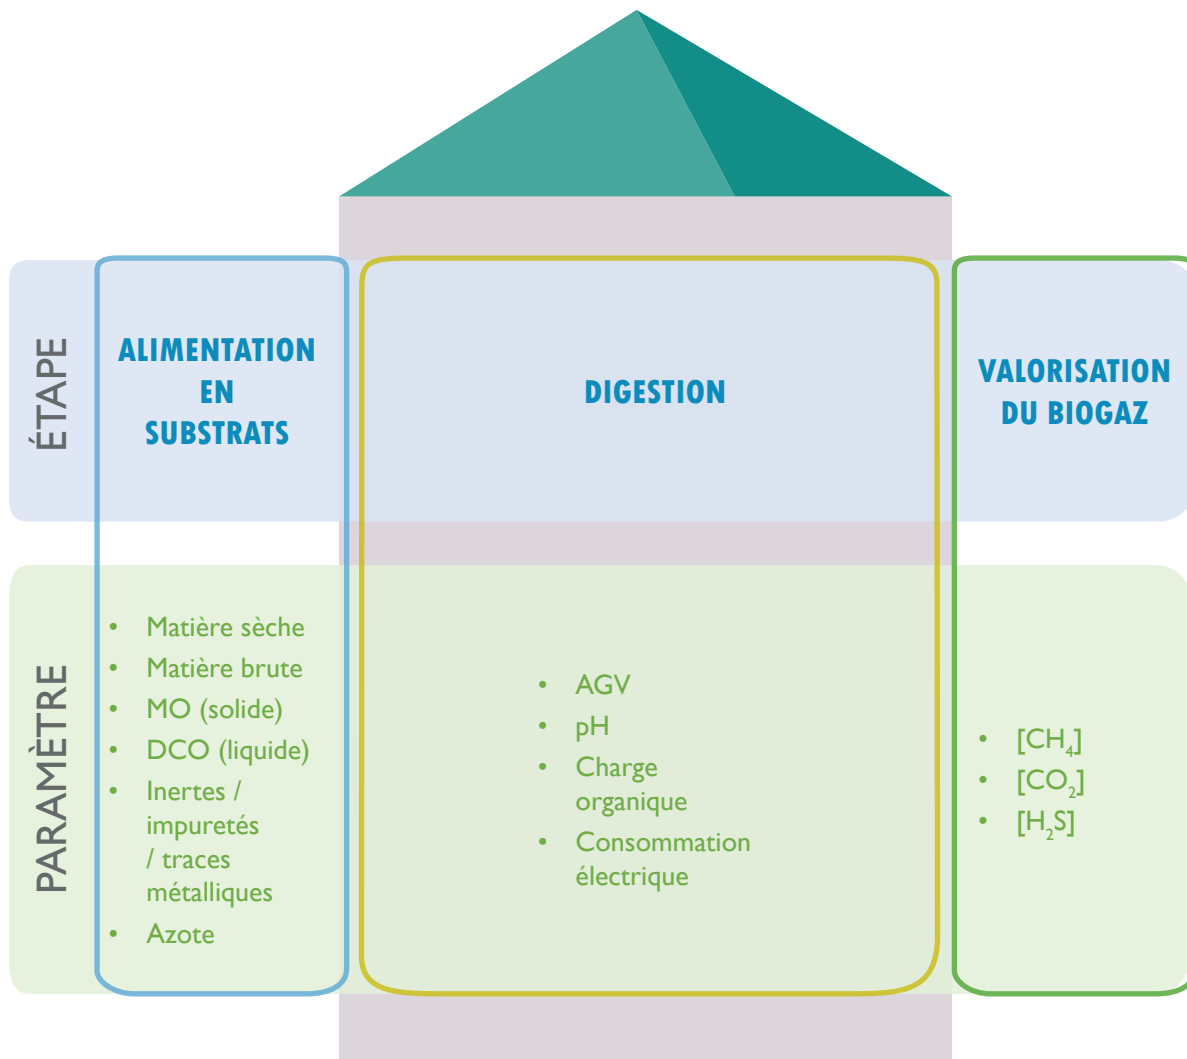 ÉTAPE
ALIMENTATION
EN
SUBSTRATS
DIGESTION
VALORISATION
DU BIOGAZ
PARAMÈTRE
• Matière sèche
• Matière brute
• MO (solide)
• DCO (liquide)
• Inertes /
impuretés
/ traces
métalliques
• Azote
• AGV
• pH
• Charge
organique
• Consommation
électrique
• [CH₄]
• [CO₂]
• [H₂S]